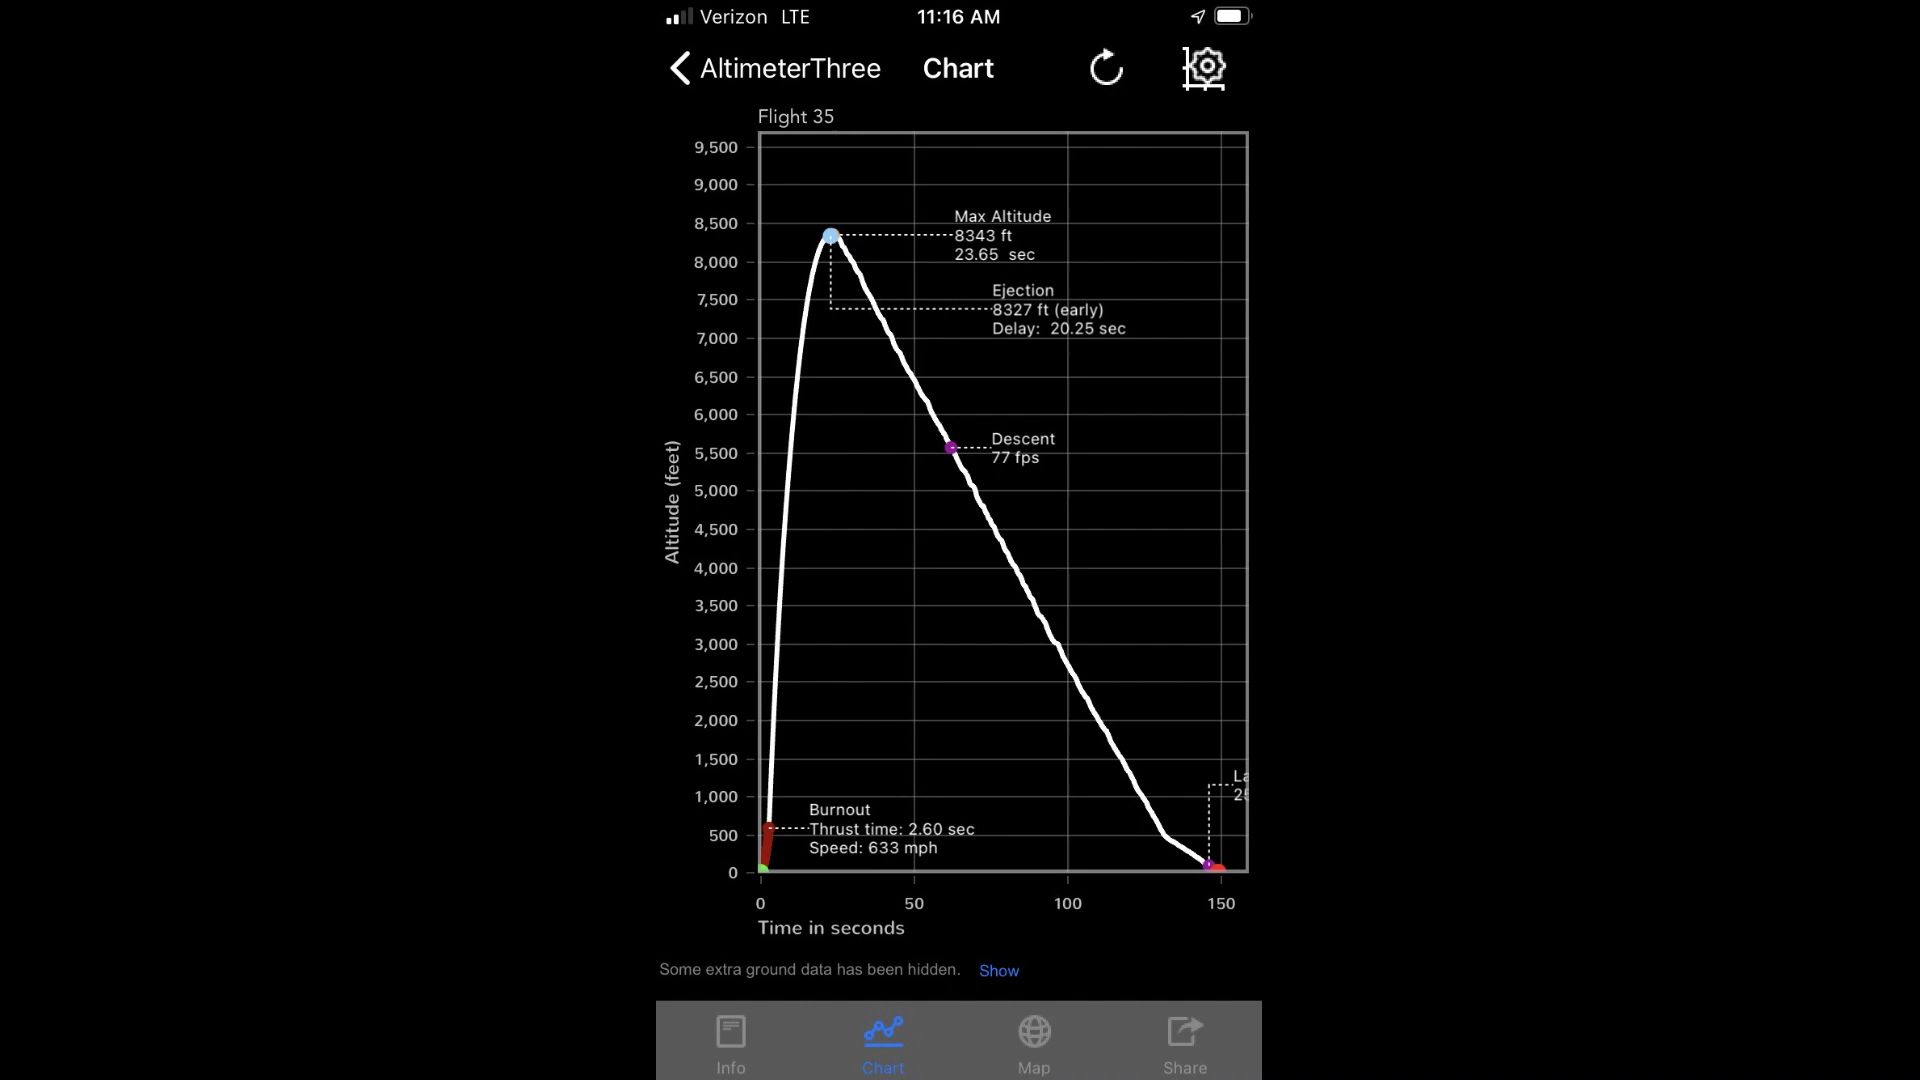 Verizon LTE 11:16 AM
AltimeterThree Chart
Flight 35
9,500
9,000
8,500
8,000
7,500
7,000
6,500
6,000
5,500
5,000
4,500
4,000
3,500
3,000
2,500
2,000
1,500
1,000
500
0
Altitude (feet)
Max Altitude
8343 ft
23.65 sec
Ejection
8327 ft (early)
Delay: 20.25 sec
Descent
77 fps
La
Burnout
Thrust time: 2.60 sec
Speed: 633 mph
0 50 100 150
Time in seconds
Some extra ground data has been hidden. Show
Info Chart Map Share